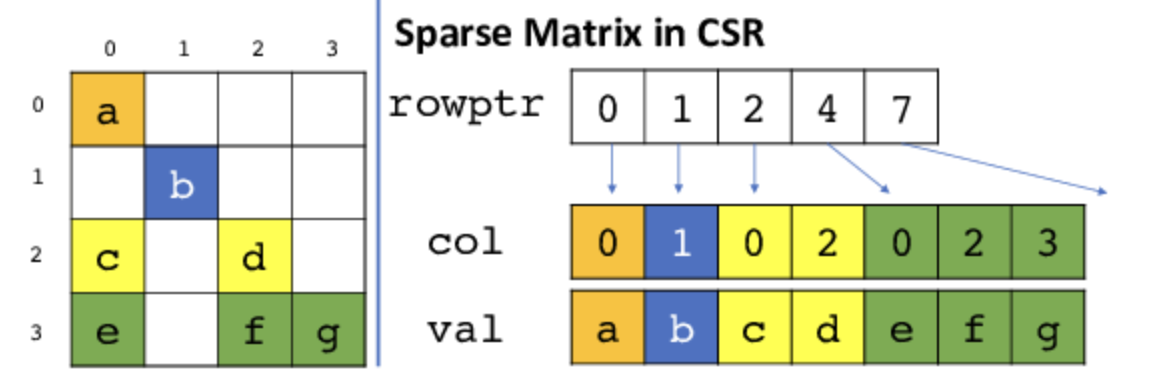 0 1 2 3
0 a
1 b
2 c d
3 e f g
Sparse Matrix in CSR
rowptr 0 1 2 4 7
col 0 1 0 2 0 2 3
val a b c d e f g